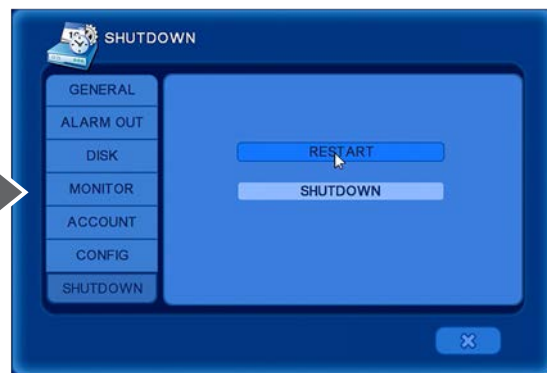 SHUTDOWN
GENERAL
ALARM OUT
DISK
MONITOR
ACCOUNT
CONFIG
SHUTDOWN
RESTART
SHUTDOWN